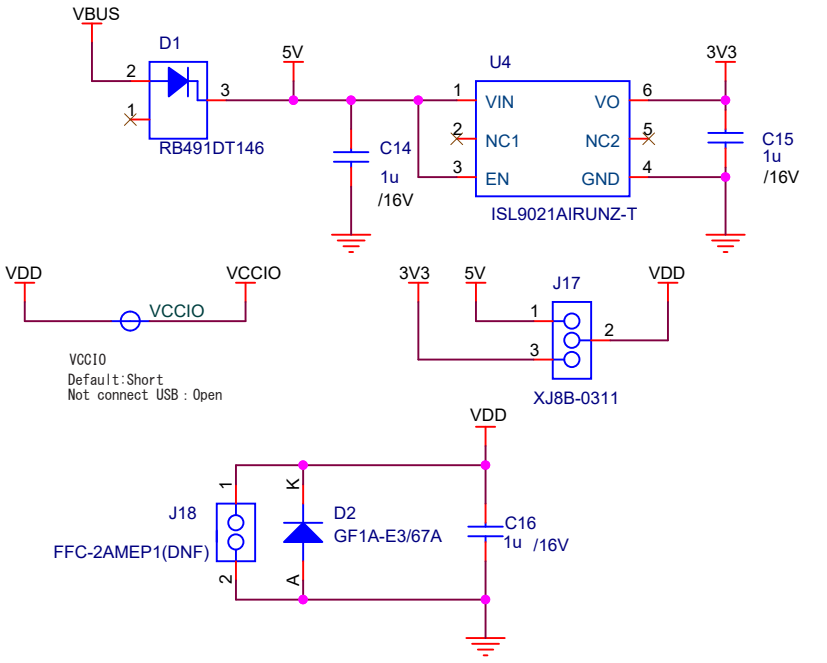 VBUS
D1
2
3
1
RB491DT146
5V
C14
1u
/16V
U4
1
VIN
VO
6
2
NC1
NC2
5
3
EN
GND
4
ISL9021AIRUNZ-T
3V3
C15
1u
/16V
VDD
VCCIO
VCCIO
VCCIO
Default:Short
Not connect USB : Open
3V3
5V
VDD
J17
1
2
3
XJ8B-0311
VDD
1
J18
FFC-2AMEP1(DNF)
2
K
D2
GF1A-E3/67A
A
C16
1u
/16V